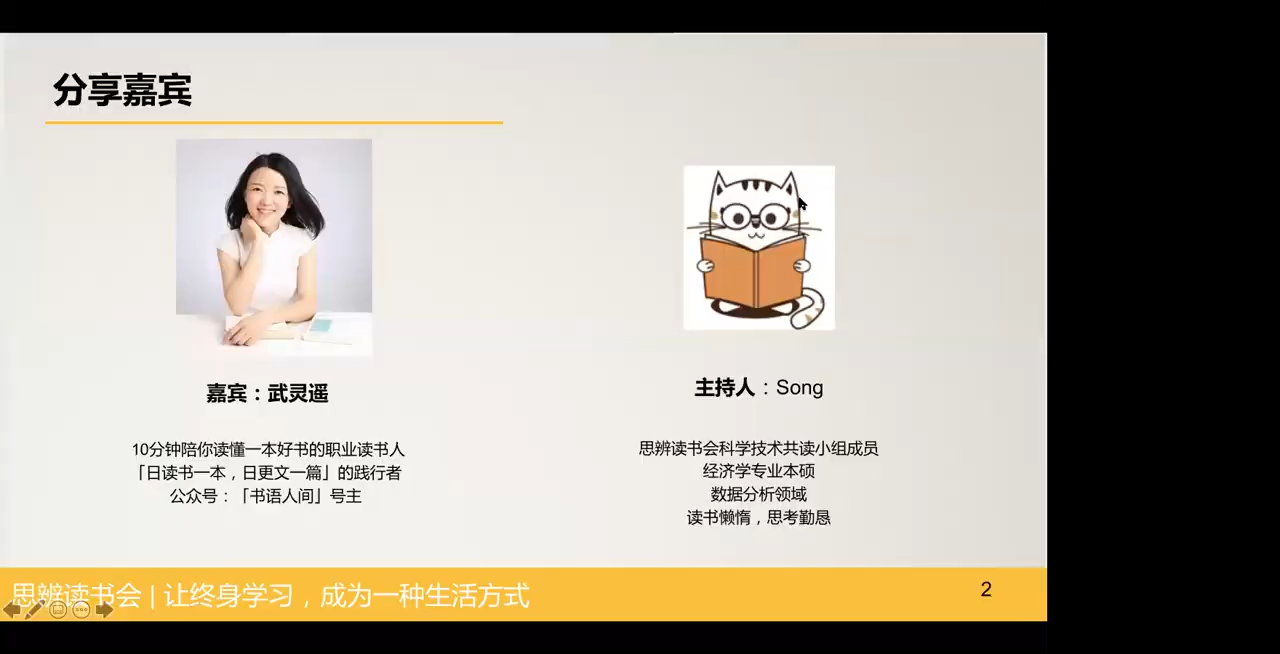 分享嘉宾
嘉宾：武灵遥
10分钟陪你读懂一本好书的职业读书人
「日读书一本，日更文一篇」的践行者
公众号：「书语人间」号主
主持人：Song
思辨读书会科学技术共读小组成员
经济学专业本硕
数据分析领域
读书懒惰，思考勤恳
思辨读书会 | 让终身学习，成为一种生活方式
2